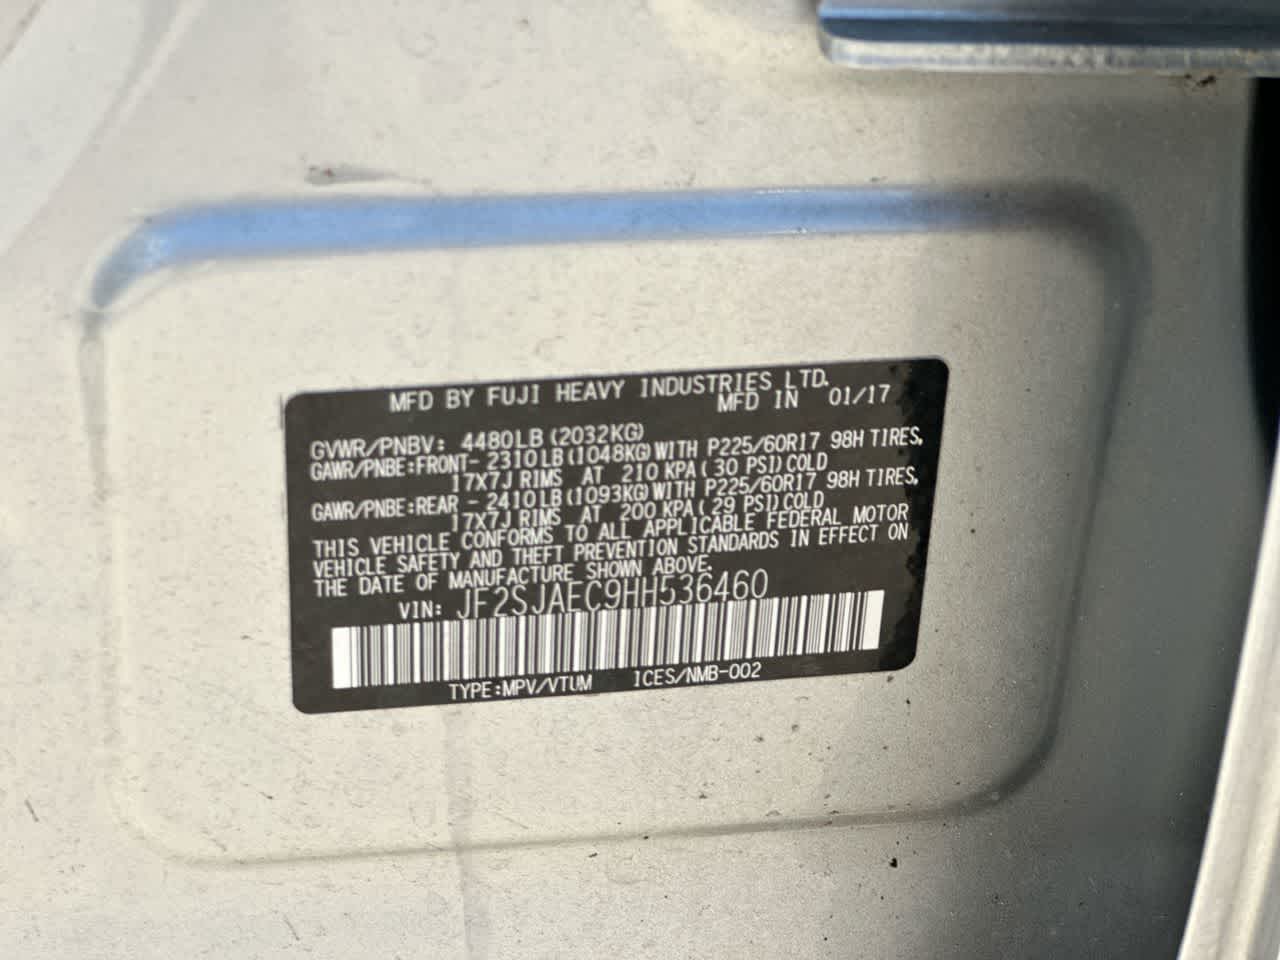 MFD BY FUJI HEAVY INDUSTRIES LTD.
MFD IN 01/17
GVWR/PNBV: 4480LB (2032KG)
GAWR/PNBE:FRONT- 2310LB (1048KG) WITH P225/60R17 98H TIRES,
17X7J RIMS AT 210 KPA ( 30 PSI) COLD
GAWR/PNBE:REAR - 2410LB (1093KG) WITH P225/60R17 98H TIRES,
17X7J RIMS AT 200 KPA ( 29 PSI) COLD
THIS VEHICLE CONFORMS TO ALL APPLICABLE FEDERAL MOTOR
VEHICLE SAFETY AND THEFT PREVENTION STANDARDS IN EFFECT ON
THE DATE OF MANUFACTURE SHOWN ABOVE.
VIN: JF2SJAEC9HH536460
TYPE:MPV/VTUM ICES/NMB-002